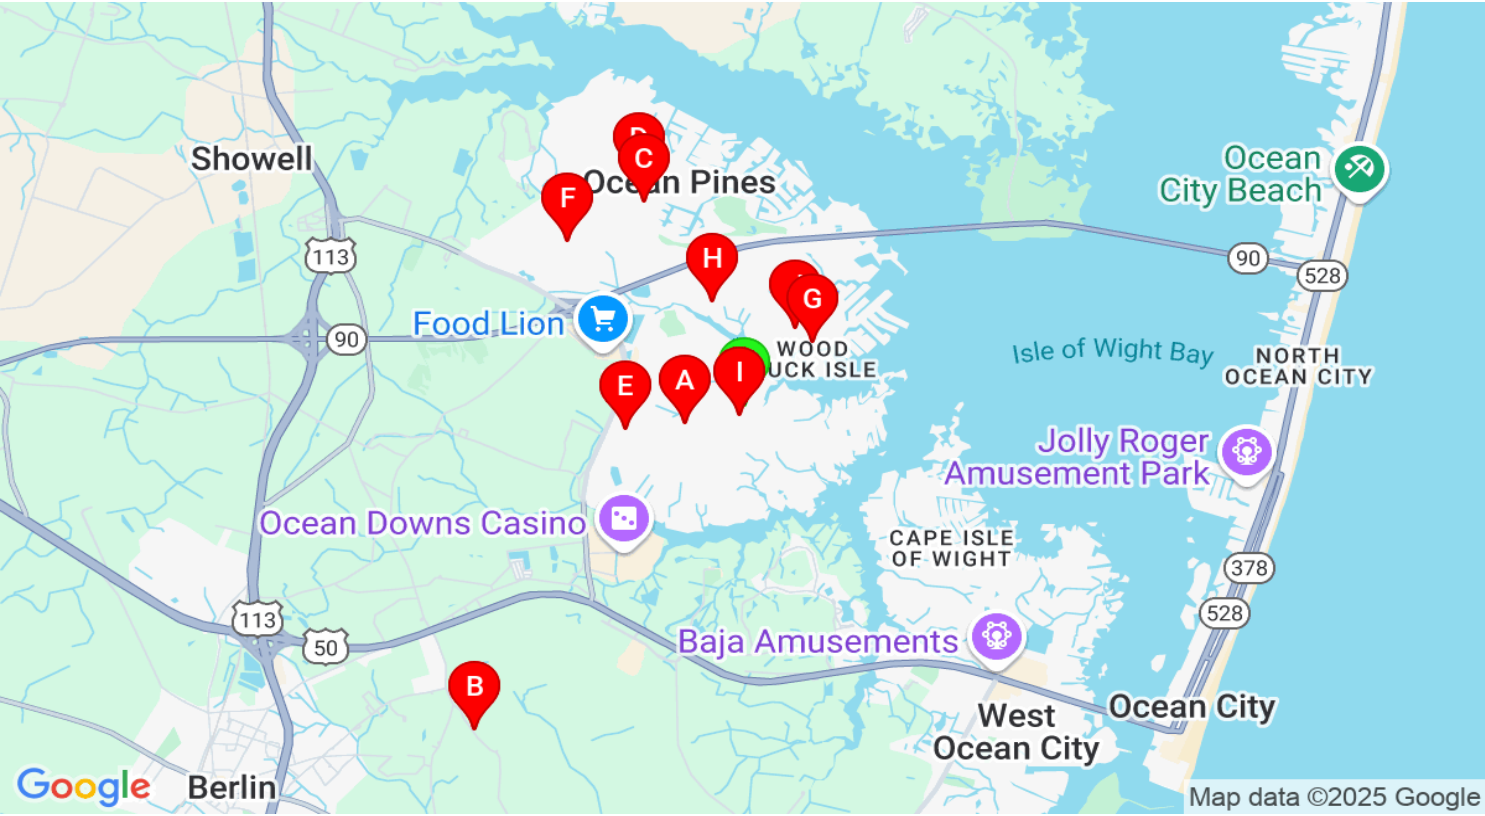 Showell
113
90
Food Lion
D
C
Ocean Pines
F
H
G
WOOD
UCK ISLE
E
A
I
Ocean
City Beach
90
528
Isle of Wight Bay
NORTH
OCEAN CITY
Jolly Roger
Amusement Park
Ocean Downs Casino
CAPE ISLE
OF WIGHT
378
528
113
50
Baja Amusements
B
West
Ocean City
Ocean City
Berlin
Google
Map data ©2025 Google